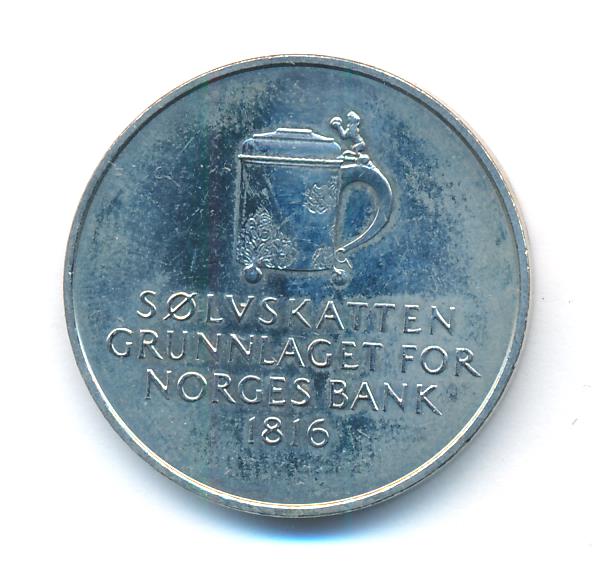 SØLVSKATTEN
GRUNNLAGET FOR
NORGES BANK
1816